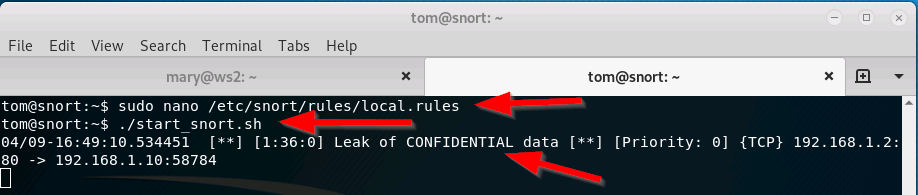 tom@snort: ~
File Edit View Search Terminal Tabs Help
mary@ws2: ~ tom@snort: ~
tom@snort:~$ sudo nano /etc/snort/rules/local.rules
tom@snort:~$ ./start_snort.sh
04/09-16:49:10.534451  [**] [1:36:0] Leak of CONFIDENTIAL data [**] [Priority: 0] {TCP} 192.168.1.2:
80 -> 192.168.1.10:58784